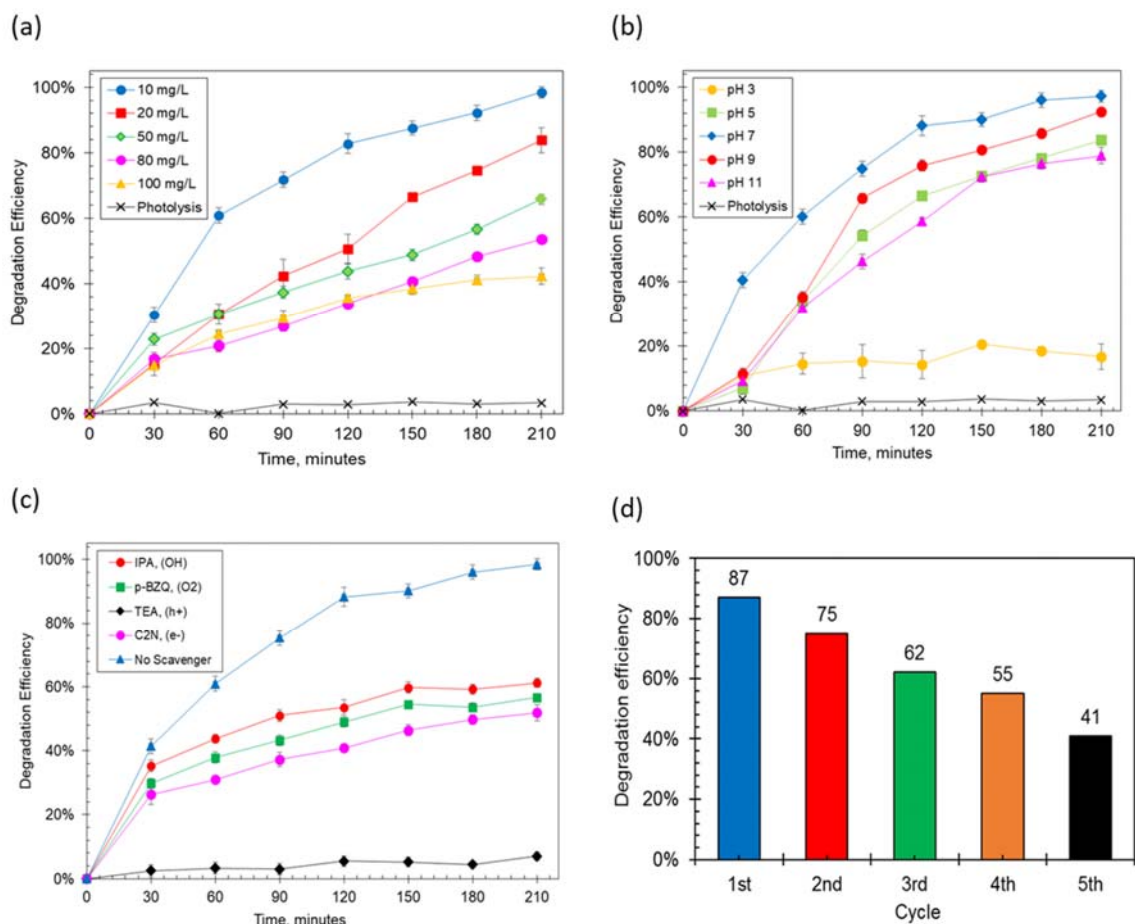 (a)
100%
80%
60%
40%
20%
0%
Degradation Efficiency
10 mg/L
20 mg/L
50 mg/L
80 mg/L
100 mg/L
Photolysis
0 30 60 90 120 150 180 210
Time, minutes
(b)
100%
80%
60%
40%
20%
0%
Degradation Efficiency
pH 3
pH 5
pH 7
pH 9
pH 11
Photolysis
0 30 60 90 120 150 180 210
Time, minutes
(c)
100%
80%
60%
40%
20%
0%
Degradation Efficiency
IPA, (OH)
p-BZQ, (O2)
TEA, (h+)
C2N, (e-)
No Scavenger
0 30 60 90 120 150 180 210
Time, minutes
(d)
100%
80%
60%
40%
20%
0%
Degradation efficiency
87
75
62
55
41
1st 2nd 3rd 4th 5th
Cycle